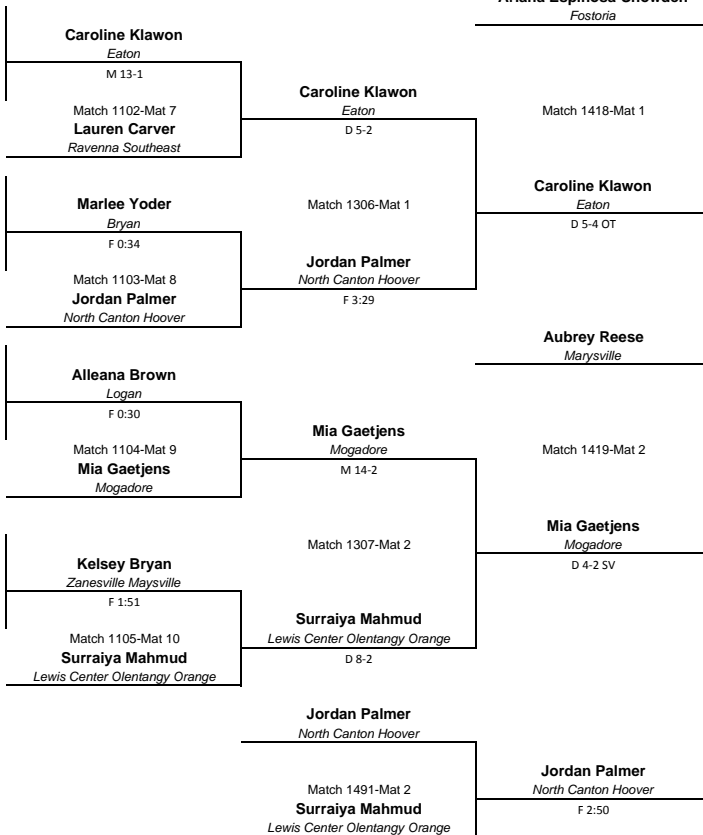 Ariana Espinosa Snowden
Fostoria
Caroline Klawon
Eaton
M 13-1
Match 1102-Mat 7
Lauren Carver
Ravenna Southeast
Caroline Klawon
Eaton
D 5-2
Match 1418-Mat 1
Marlee Yoder
Bryan
F 0:34
Match 1306-Mat 1
Caroline Klawon
Eaton
D 5-4 OT
Match 1103-Mat 8
Jordan Palmer
North Canton Hoover
Jordan Palmer
North Canton Hoover
F 3:29
Aubrey Reese
Marysville
Alleana Brown
Logan
F 0:30
Match 1104-Mat 9
Mia Gaetjens
Mogadore
Mia Gaetjens
Mogadore
M 14-2
Match 1419-Mat 2
Kelsey Bryan
Zanesville Maysville
F 1:51
Match 1307-Mat 2
Mia Gaetjens
Mogadore
D 4-2 SV
Match 1105-Mat 10
Surraiya Mahmud
Lewis Center Olentangy Orange
Surraiya Mahmud
Lewis Center Olentangy Orange
D 8-2
Jordan Palmer
North Canton Hoover
Match 1491-Mat 2
Surraiya Mahmud
Lewis Center Olentangy Orange
Jordan Palmer
North Canton Hoover
F 2:50